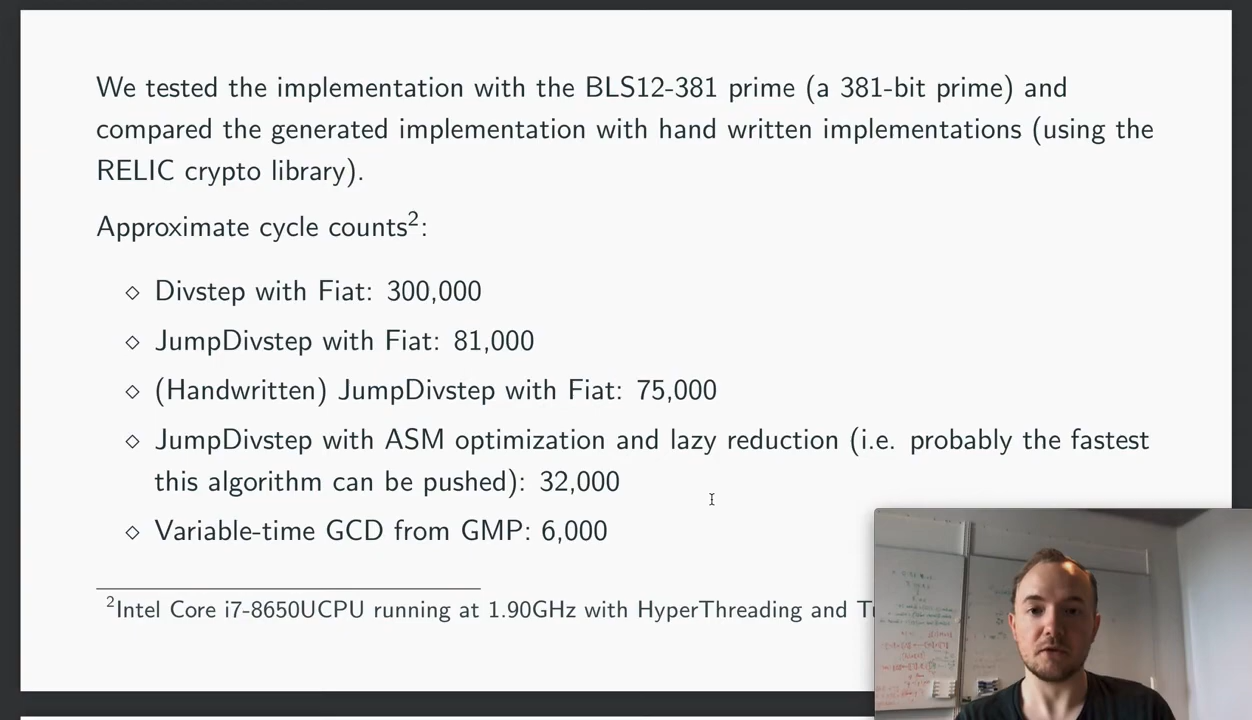 We tested the implementation with the BLS12-381 prime (a 381-bit prime) and
compared the generated implementation with hand written implementations (using the
RELIC crypto library).
Approximate cycle counts²:
◇ Divstep with Fiat: 300,000
◇ JumpDivstep with Fiat: 81,000
◇ (Handwritten) JumpDivstep with Fiat: 75,000
◇ JumpDivstep with ASM optimization and lazy reduction (i.e. probably the fastest
this algorithm can be pushed): 32,000
◇ Variable-time GCD from GMP: 6,000
²Intel Core i7-8650UCPU running at 1.90GHz with HyperThreading and